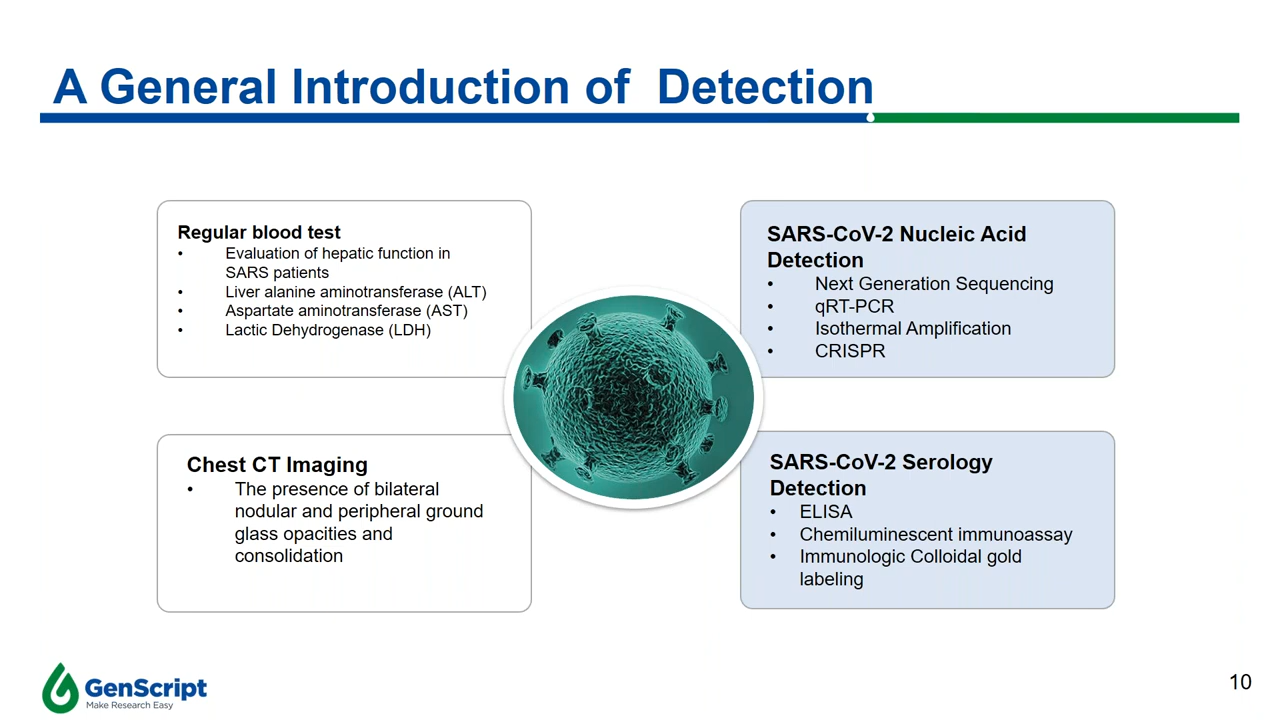 A General Introduction of  Detection
Regular blood test
• Evaluation of hepatic function in
SARS patients
• Liver alanine aminotransferase (ALT)
• Aspartate aminotransferase (AST)
• Lactic Dehydrogenase (LDH)
SARS-CoV-2 Nucleic Acid
Detection
• Next Generation Sequencing
• qRT-PCR
• Isothermal Amplification
• CRISPR
Chest CT Imaging
• The presence of bilateral
nodular and peripheral ground
glass opacities and
consolidation
SARS-CoV-2 Serology
Detection
• ELISA
• Chemiluminescent immunoassay
• Immunologic Colloidal gold
labeling
GenScript
Make Research Easy
10